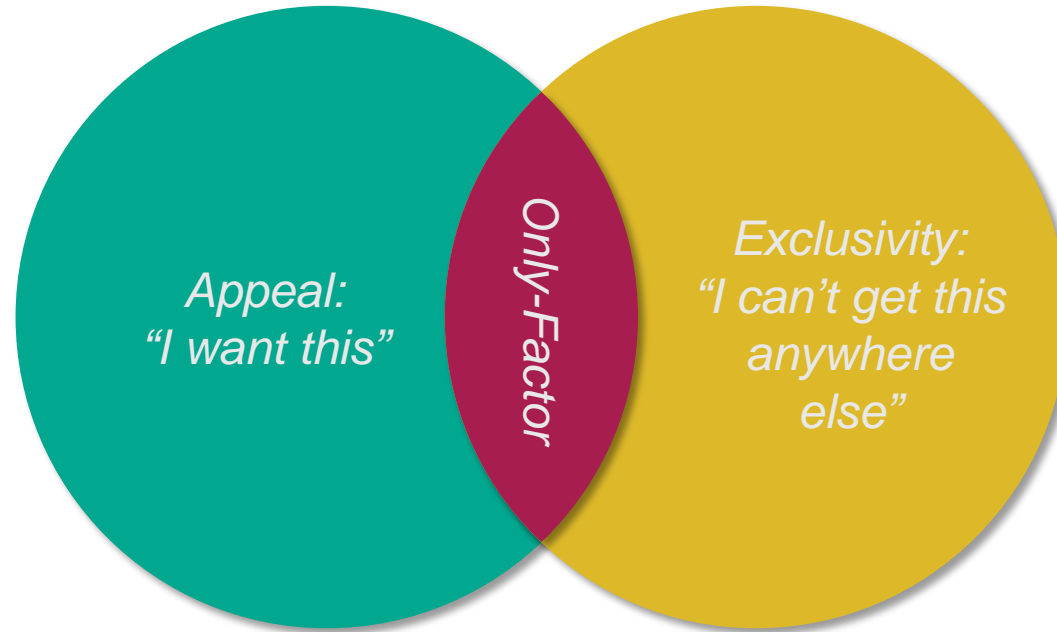 Appeal:
“I want this”
Only-Factor
Exclusivity:
“I can’t get this
anywhere
else”